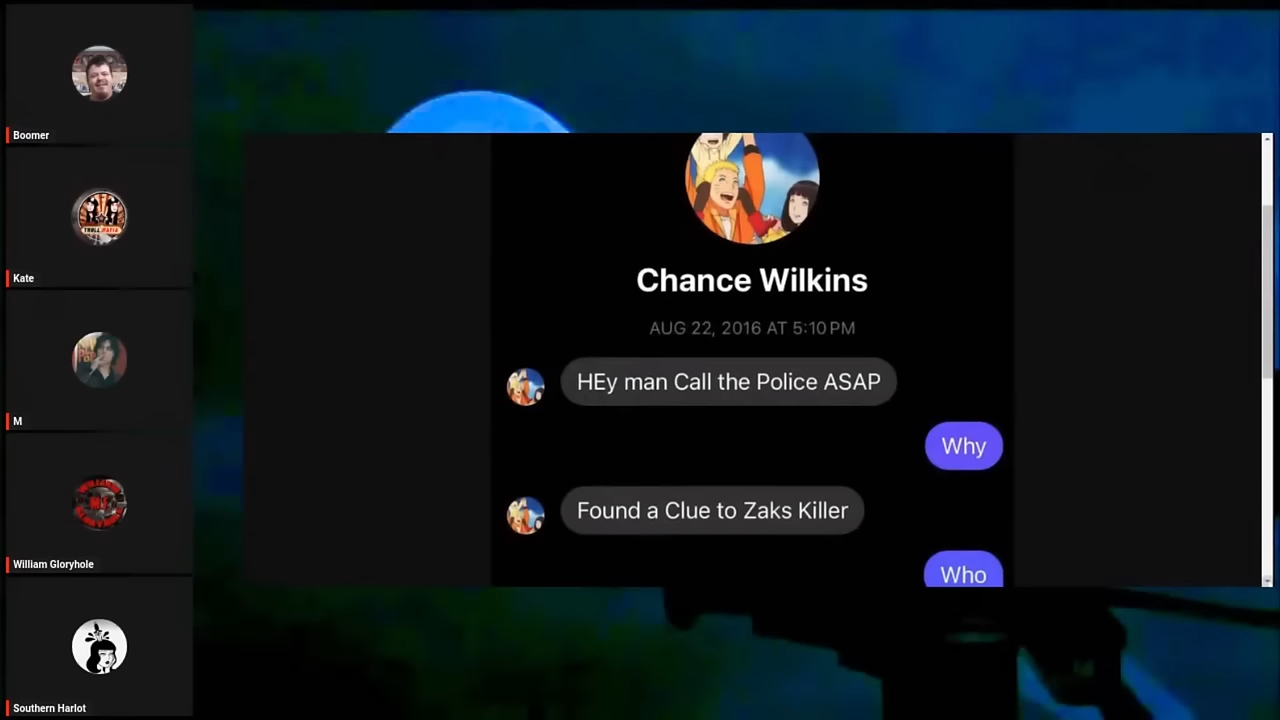 Boomer
Kate
M
William Gloryhole
Southern Harlot
Chance Wilkins
AUG 22, 2016 AT 5:10 PM
HEy man Call the Police ASAP
Why
Found a Clue to Zaks Killer
Who